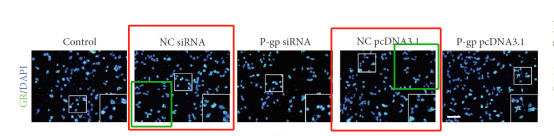 Control
NC siRNA
P-gp siRNA
NC pcDNA3.1
P-gp pcDNA3.1
GR/DAPI